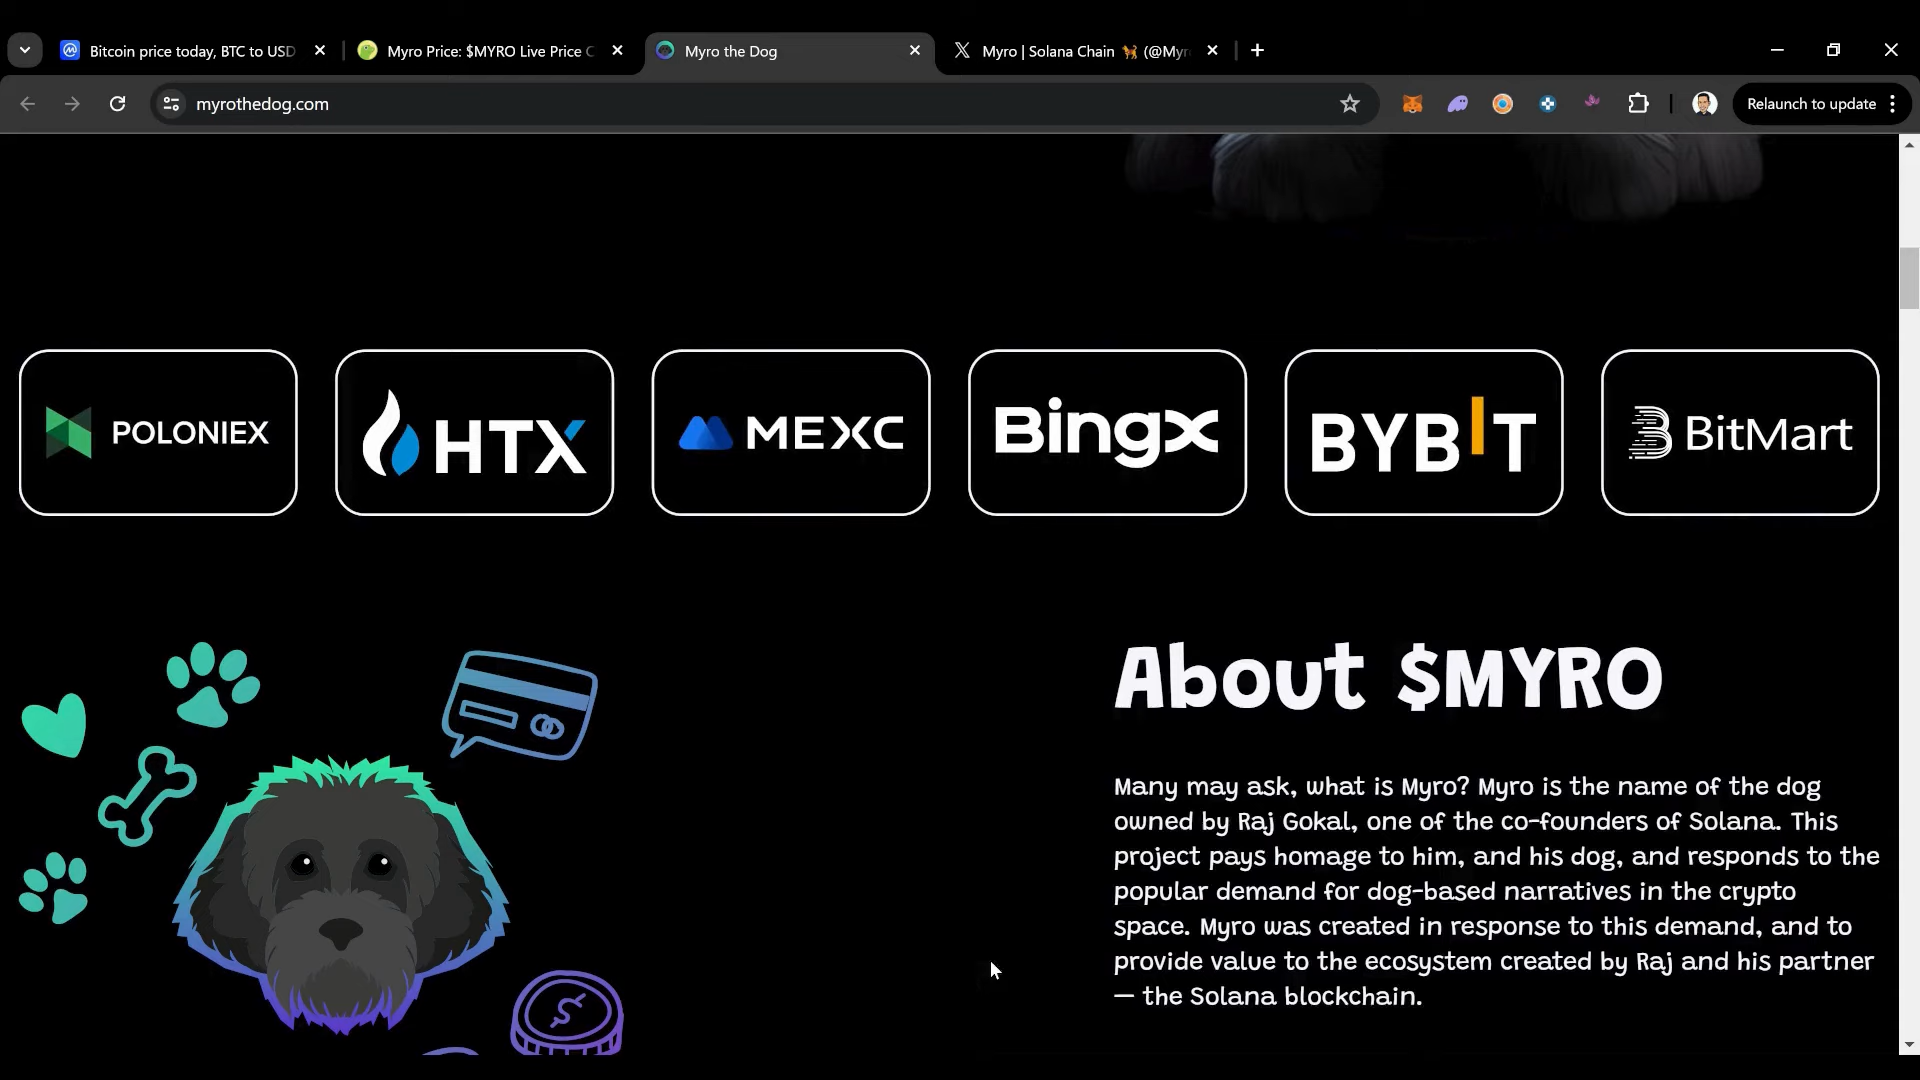 Bitcoin price today, BTC to USD
Myro Price: $MYRO Live Price C
Myro the Dog
Myro | Solana Chain 🐕 (@Myr
myrothedog.com
Relaunch to update
POLONIEX
HTX
MEXC
BingX
BYBIT
BitMart
About $MYRO
Many may ask, what is Myro? Myro is the name of the dog
owned by Raj Gokal, one of the co-founders of Solana. This
project pays homage to him, and his dog, and responds to the
popular demand for dog-based narratives in the crypto
space. Myro was created in response to this demand, and to
provide value to the ecosystem created by Raj and his partner
— the Solana blockchain.